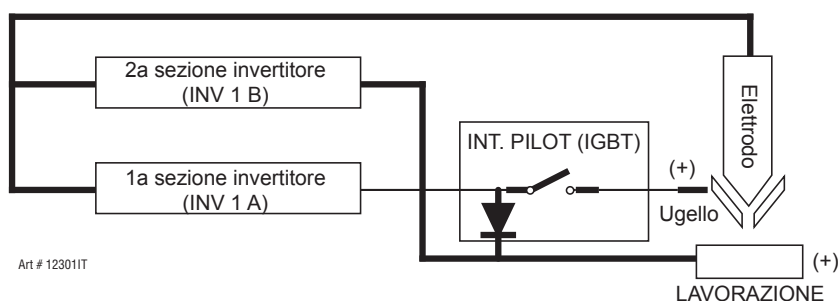 2a sezione invertitore
(INV 1 B)
INT. PILOT (IGBT)
Elettrodo
1a sezione invertitore
(INV 1 A)
(+)
Ugello
Art # 12301IT
(+)
LAVORAZIONE